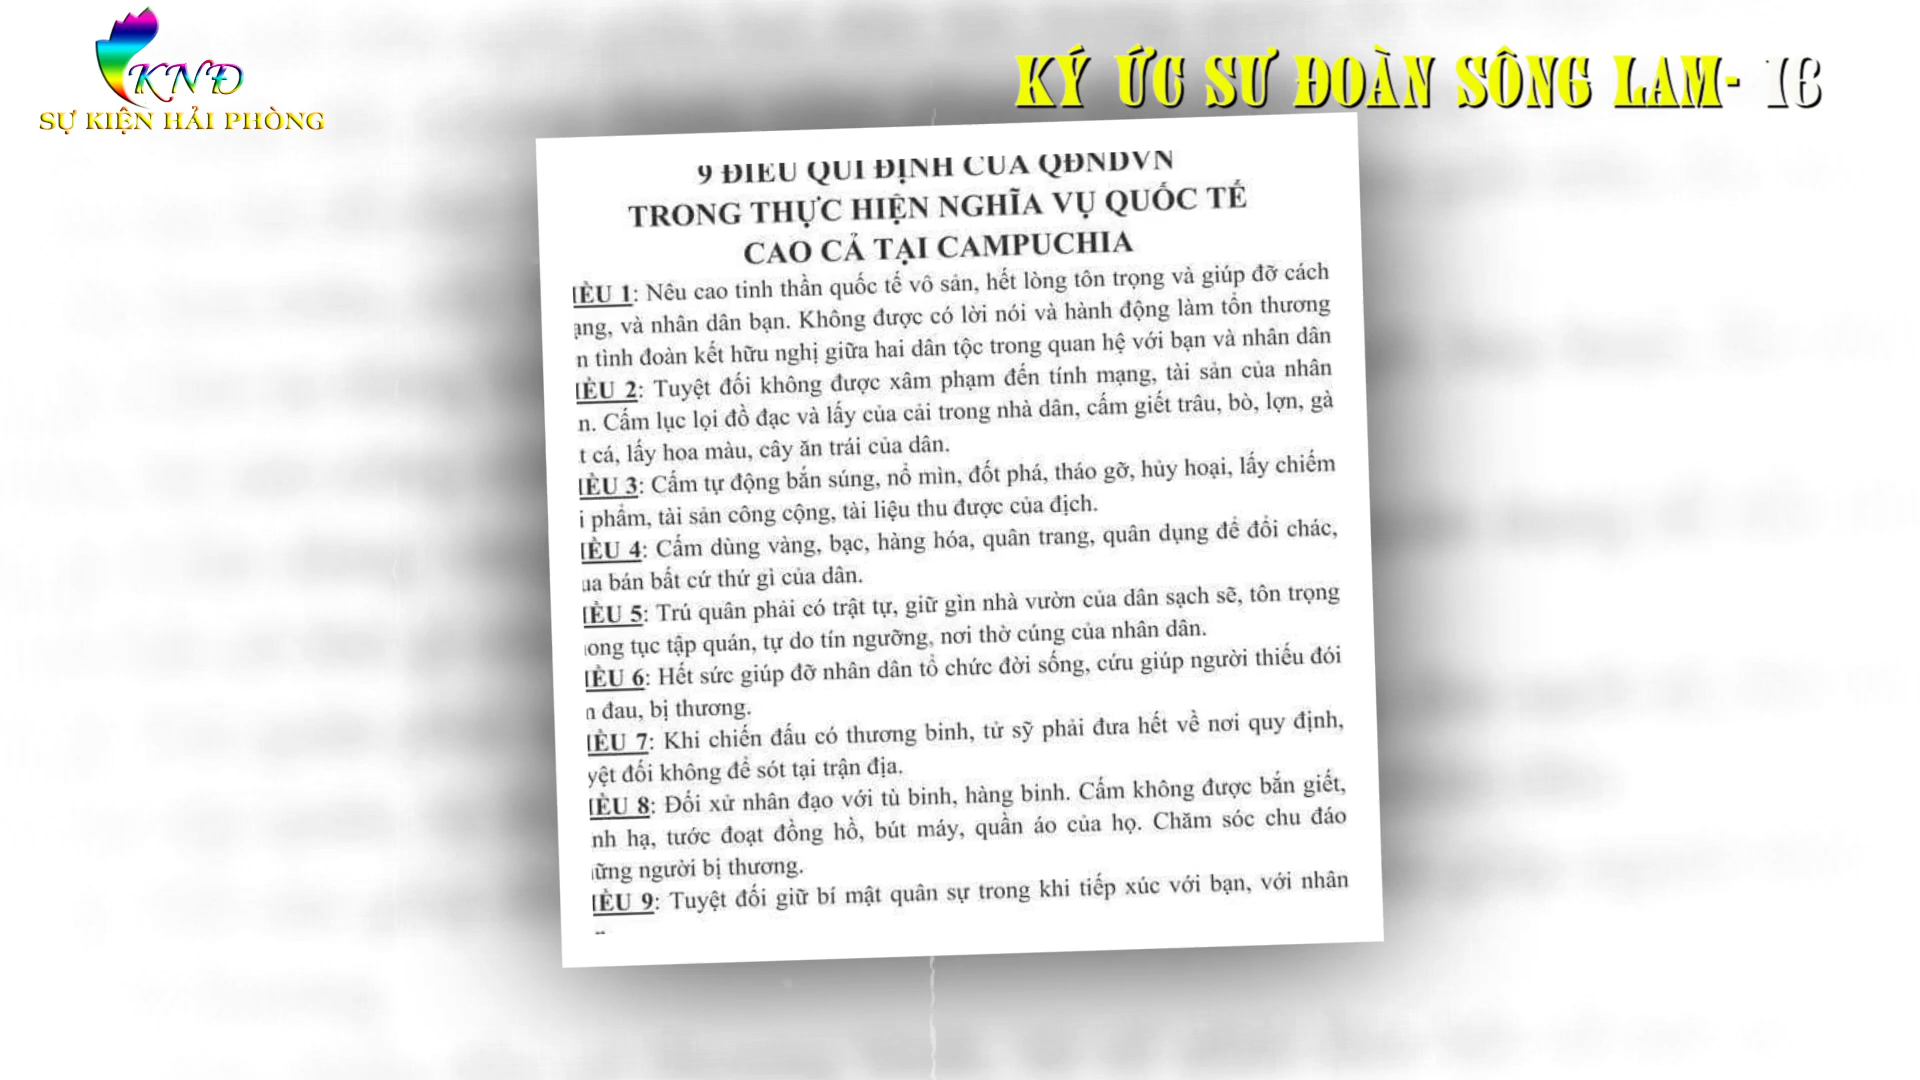 KNĐ
SỰ KIỆN HẢI PHÒNG
KÝ ỨC SƯ ĐOÀN SÔNG LAM- 16
9 ĐIỀU QUI ĐỊNH CỦA QĐNDVN
TRONG THỰC HIỆN NGHĨA VỤ QUỐC TẾ
CAO CẢ TẠI CAMPUCHIA
IỀU 1: Nêu cao tinh thần quốc tế vô sản, hết lòng tôn trọng và giúp đỡ cách
ạng, và nhân dân bạn. Không được có lời nói và hành động làm tổn thương
n tình đoàn kết hữu nghị giữa hai dân tộc trong quan hệ với bạn và nhân dân
IỀU 2: Tuyệt đối không được xâm phạm đến tính mạng, tài sản của nhân
n. Cấm lục lọi đồ đạc và lấy của cải trong nhà dân, cấm giết trâu, bò, lợn, gà
t cá, lấy hoa màu, cây ăn trái của dân.
IỀU 3: Cấm tự động bắn súng, nổ mìn, đốt phá, tháo gỡ, hủy hoại, lấy chiếm
i phẩm, tài sản công cộng, tài liệu thu được của địch.
IỀU 4: Cấm dùng vàng, bạc, hàng hóa, quân trang, quân dụng để đổi chác,
ua bán bất cứ thứ gì của dân.
IỀU 5: Trú quân phải có trật tự, giữ gìn nhà vườn của dân sạch sẽ, tôn trọng
ong tục tập quán, tự do tín ngưỡng, nơi thờ cúng của nhân dân.
IỀU 6: Hết sức giúp đỡ nhân dân tổ chức đời sống, cứu giúp người thiếu đói
n đau, bị thương.
IỀU 7: Khi chiến đấu có thương binh, tử sỹ phải đưa hết về nơi quy định,
yệt đối không để sót tại trận địa.
IỀU 8: Đối xử nhân đạo với tù binh, hàng binh. Cấm không được bắn giết,
nh hạ, tước đoạt đồng hồ, bút máy, quần áo của họ. Chăm sóc chu đáo
ững người bị thương.
IỀU 9: Tuyệt đối giữ bí mật quân sự trong khi tiếp xúc với bạn, với nhân